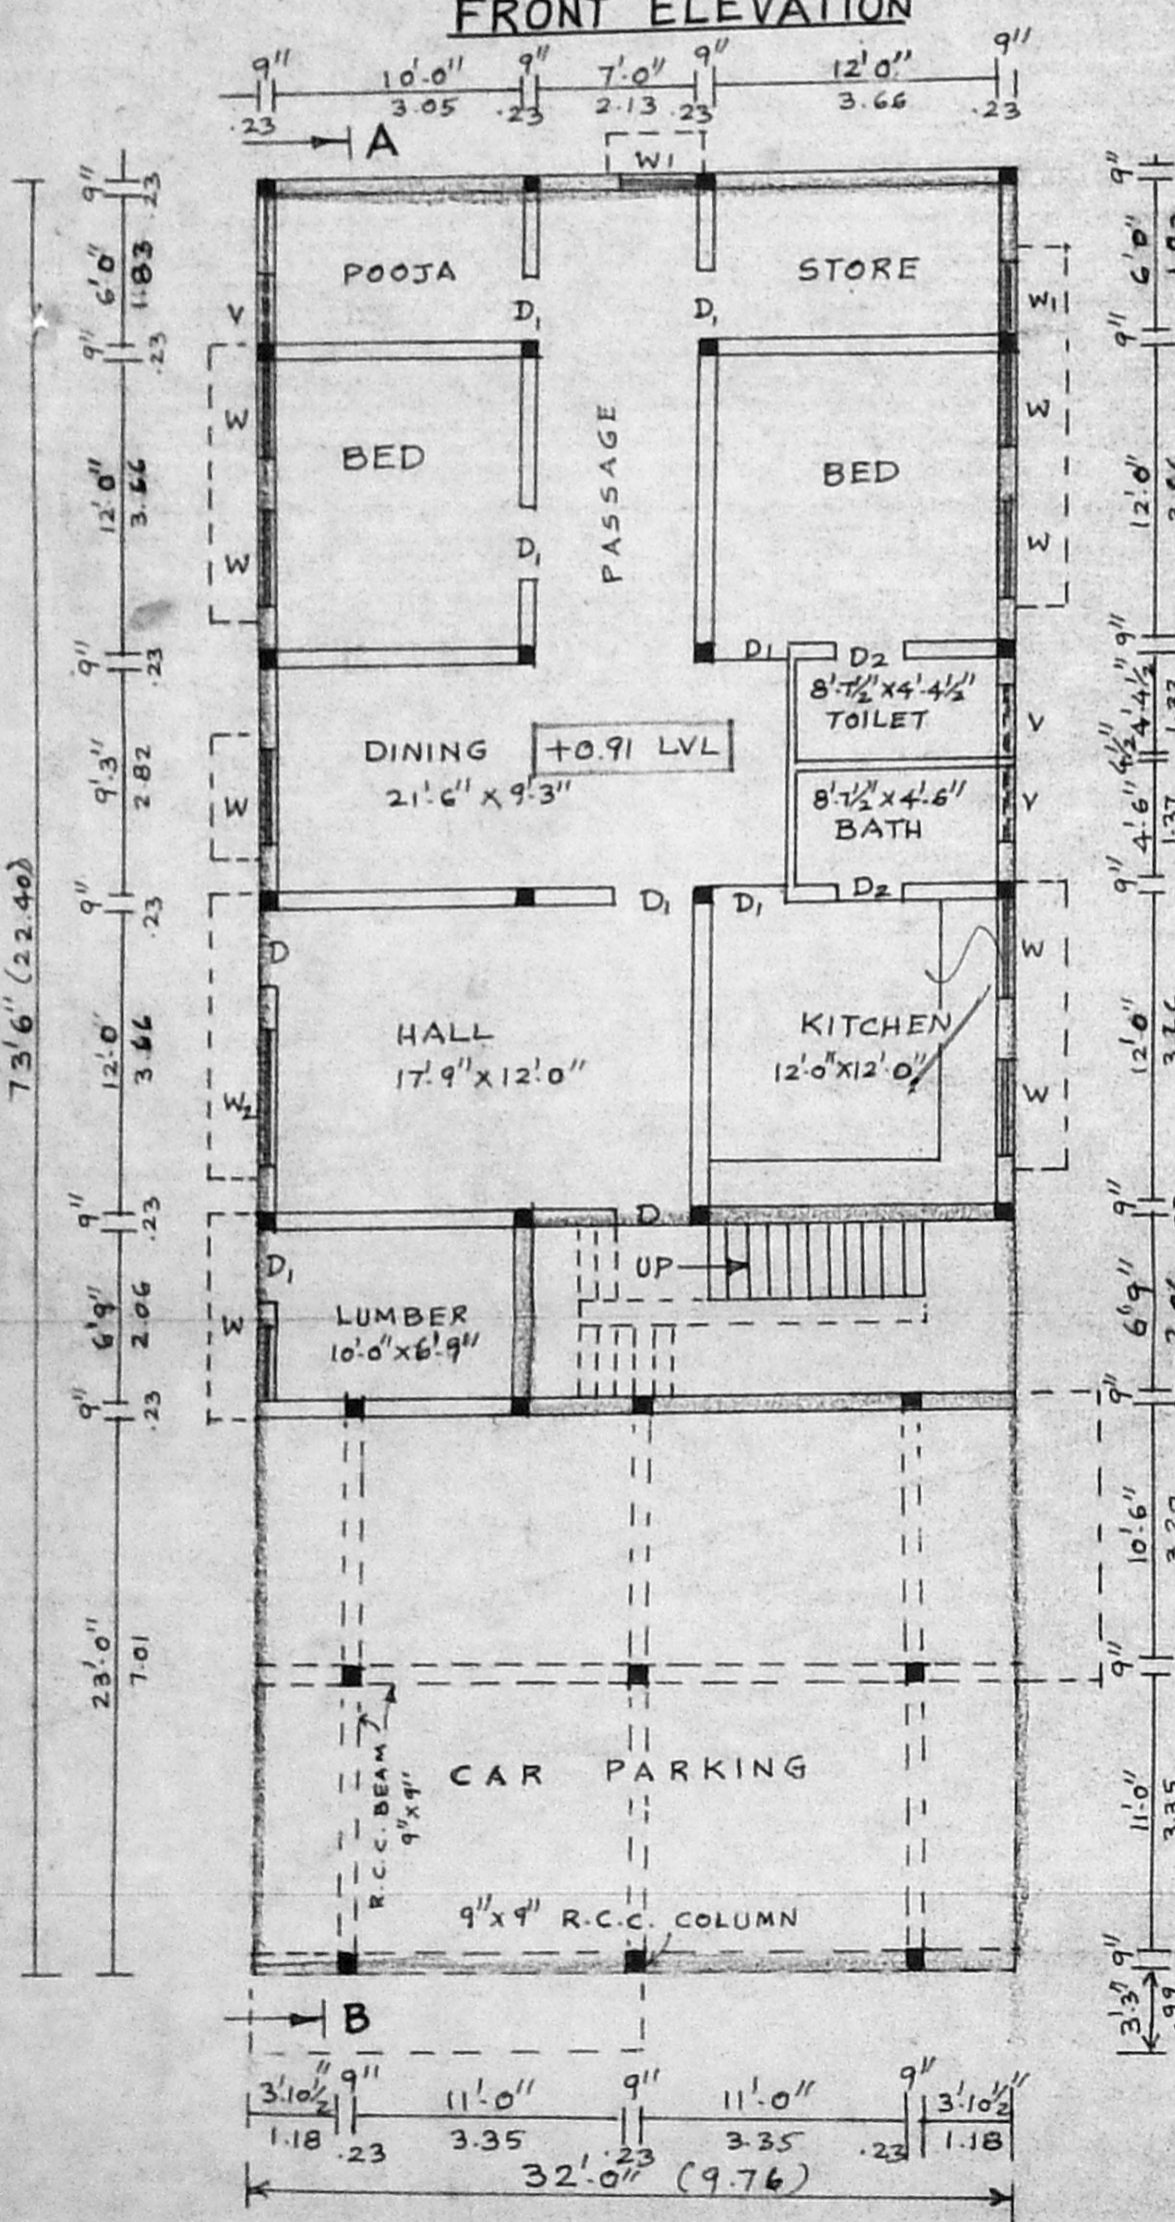 FRONT ELEVATION
9" 10'-0" 9" 7'-0" 9" 12'0" 9"
.23 3.05 .23 2.13 .23 3.66 .23
A
W1
9" .23
6'0" 1.83
9" .23
12'0" 3.66
9" .23
9'.3" 2.82
9" .23
12'-0" 3.66
9" .23
6'9" 2.06
9" .23
23'-0" 7.01
73'6" (22.40)
POOJA
STORE
V
D1
D1
W1
W
BED
PASSAGE
BED
W
W
D1
W
D1
D2
8'-7½" x 4'-4½"
TOILET
V
DINING
+0.91 LVL
21'-6" x 9'-3"
W
8'-7½" x 4'-6"
BATH
V
D1
D1
D2
D
W
HALL
17'.9" x 12'-0"
KITCHEN
12'-0" x 12'-0"
W2
W
D
D1
UP
W
LUMBER
10'-0" x 6'-9"
R.C.C. BEAM
9"x9"
CAR PARKING
9"x9" R.C.C. COLUMN
B
9"
6'0"
9"
12'0"
9"
4'-4½"
4½"
4'-6"
1.37
9"
12'0"
9"
6'9"
9"
10'6"
9"
11'-0"
3.35
9"
3'3"
.99
3'10½" 9" 11'-0" 9" 11'-0" 9" 3'-10½"
1.18 .23 3.35 .23 3.35 .23 1.18
32'-0" (9.76)